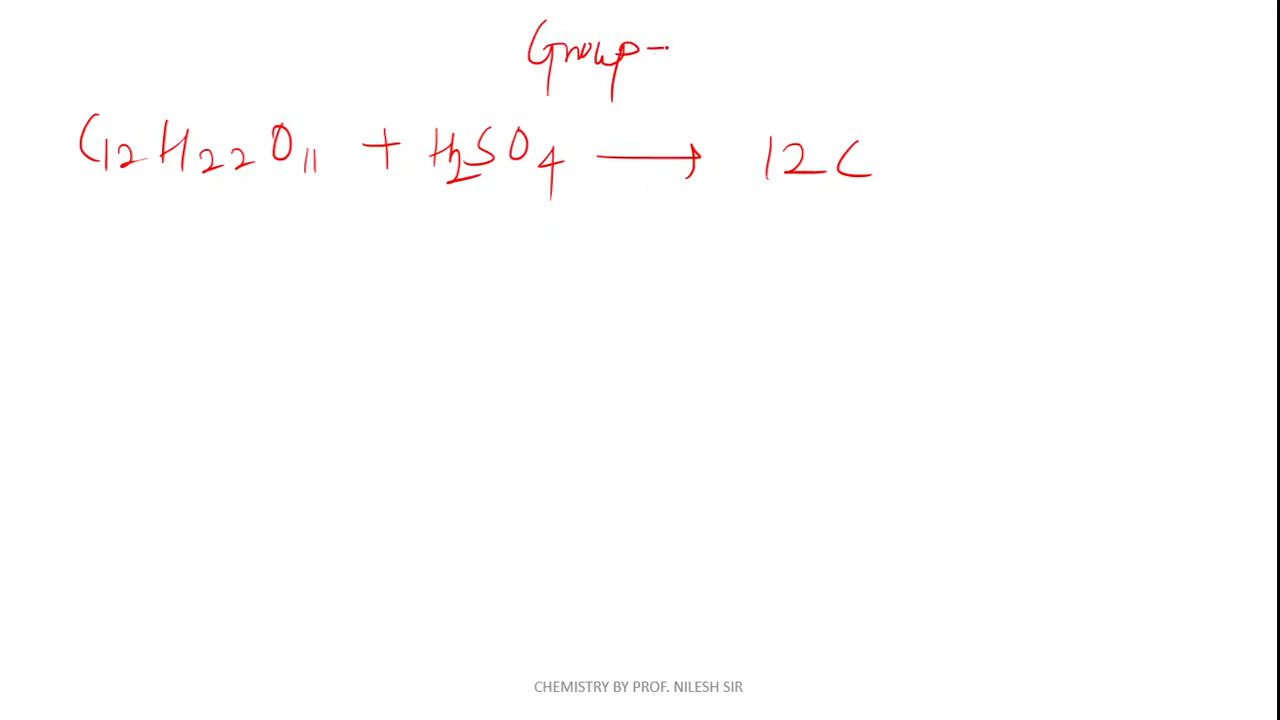 Group-
C12H22O11 + H2SO4 → 12C
CHEMISTRY BY PROF. NILESH SIR